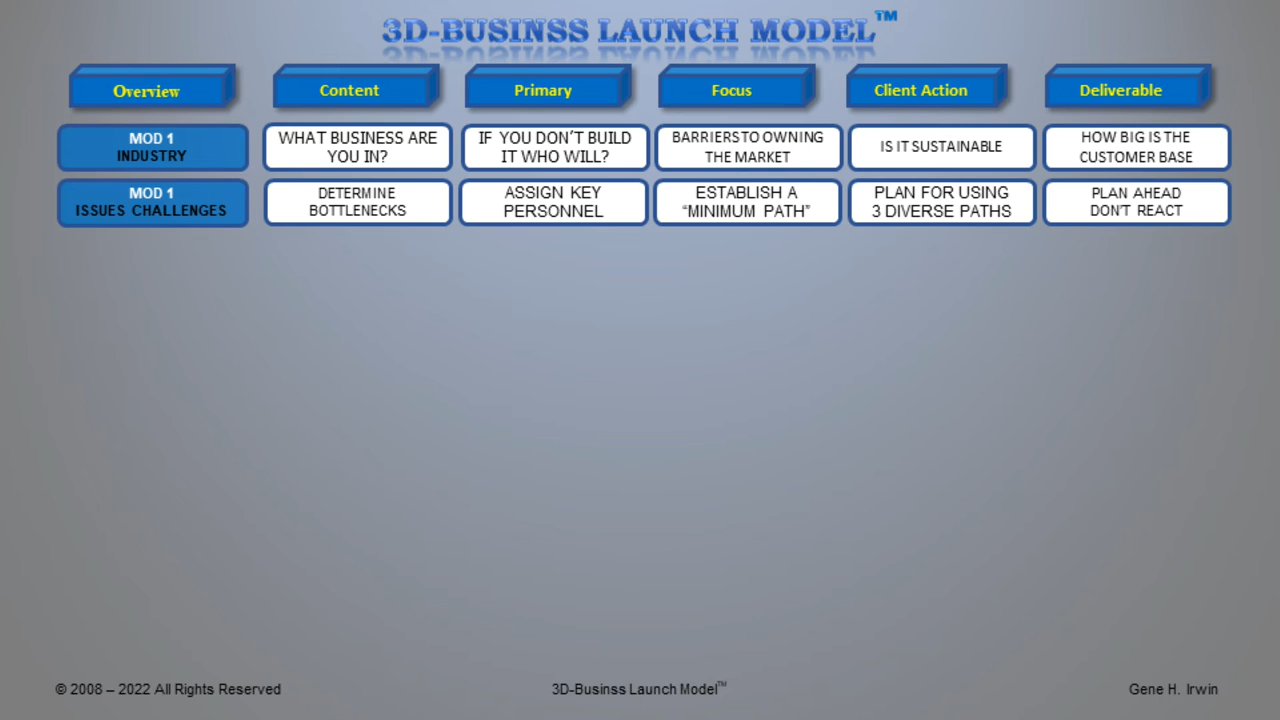 3D-BUSINSS LAUNCH MODEL™
Overview
Content
Primary
Focus
Client Action
Deliverable
MOD 1
INDUSTRY
WHAT BUSINESS ARE
YOU IN?
IF YOU DON'T BUILD
IT WHO WILL?
BARRIERS TO OWNING
THE MARKET
IS IT SUSTAINABLE
HOW BIG IS THE
CUSTOMER BASE
MOD 1
ISSUES CHALLENGES
DETERMINE
BOTTLENECKS
ASSIGN KEY
PERSONNEL
ESTABLISH A
“MINIMUM PATH”
PLAN FOR USING
3 DIVERSE PATHS
PLAN AHEAD
DON'T REACT
© 2008 – 2022 All Rights Reserved
3D-Businss Launch Model™
Gene H. Irwin